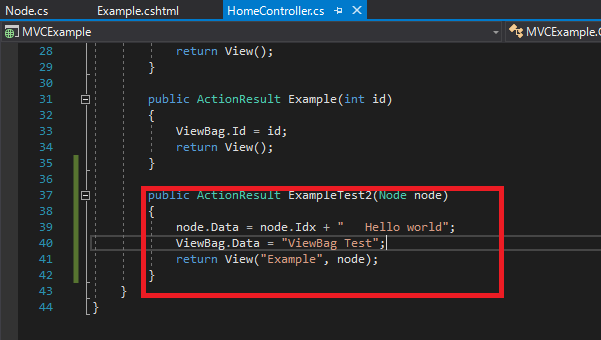 Node.cs Example.cshtml HomeController.cs
MVCExample MVCExample.C
28 return View();
29 }
30
31 public ActionResult Example(int id)
32 {
33 ViewBag.Id = id;
34 return View();
35 }
36
37 public ActionResult ExampleTest2(Node node)
38 {
39 node.Data = node.Idx + "   Hello world";
40 ViewBag.Data = "ViewBag Test";
41 return View("Example", node);
42 }
43 }
44 }